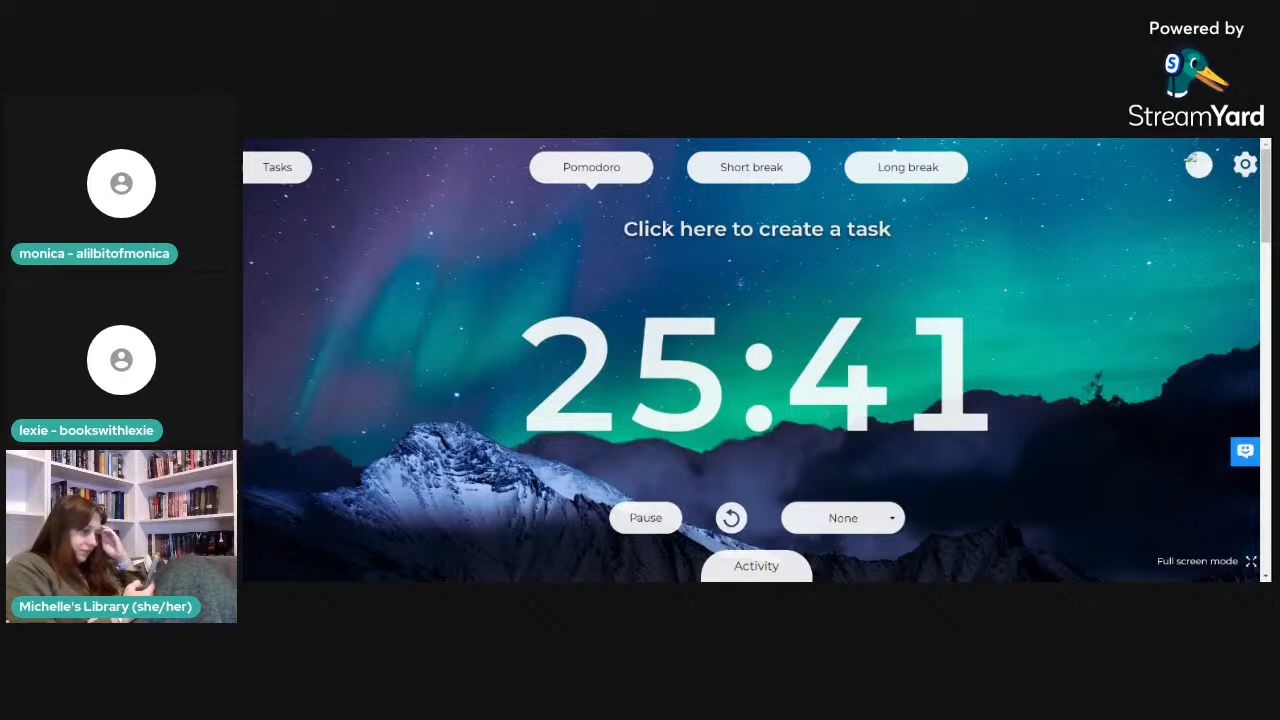 Powered by
StreamYard
Tasks
Pomodoro
Short break
Long break
Click here to create a task
25:41
Pause
None
Activity
Full screen mode
monica - alilbitofmonica
lexie - bookswithlexie
Michelle's Library (she/her)